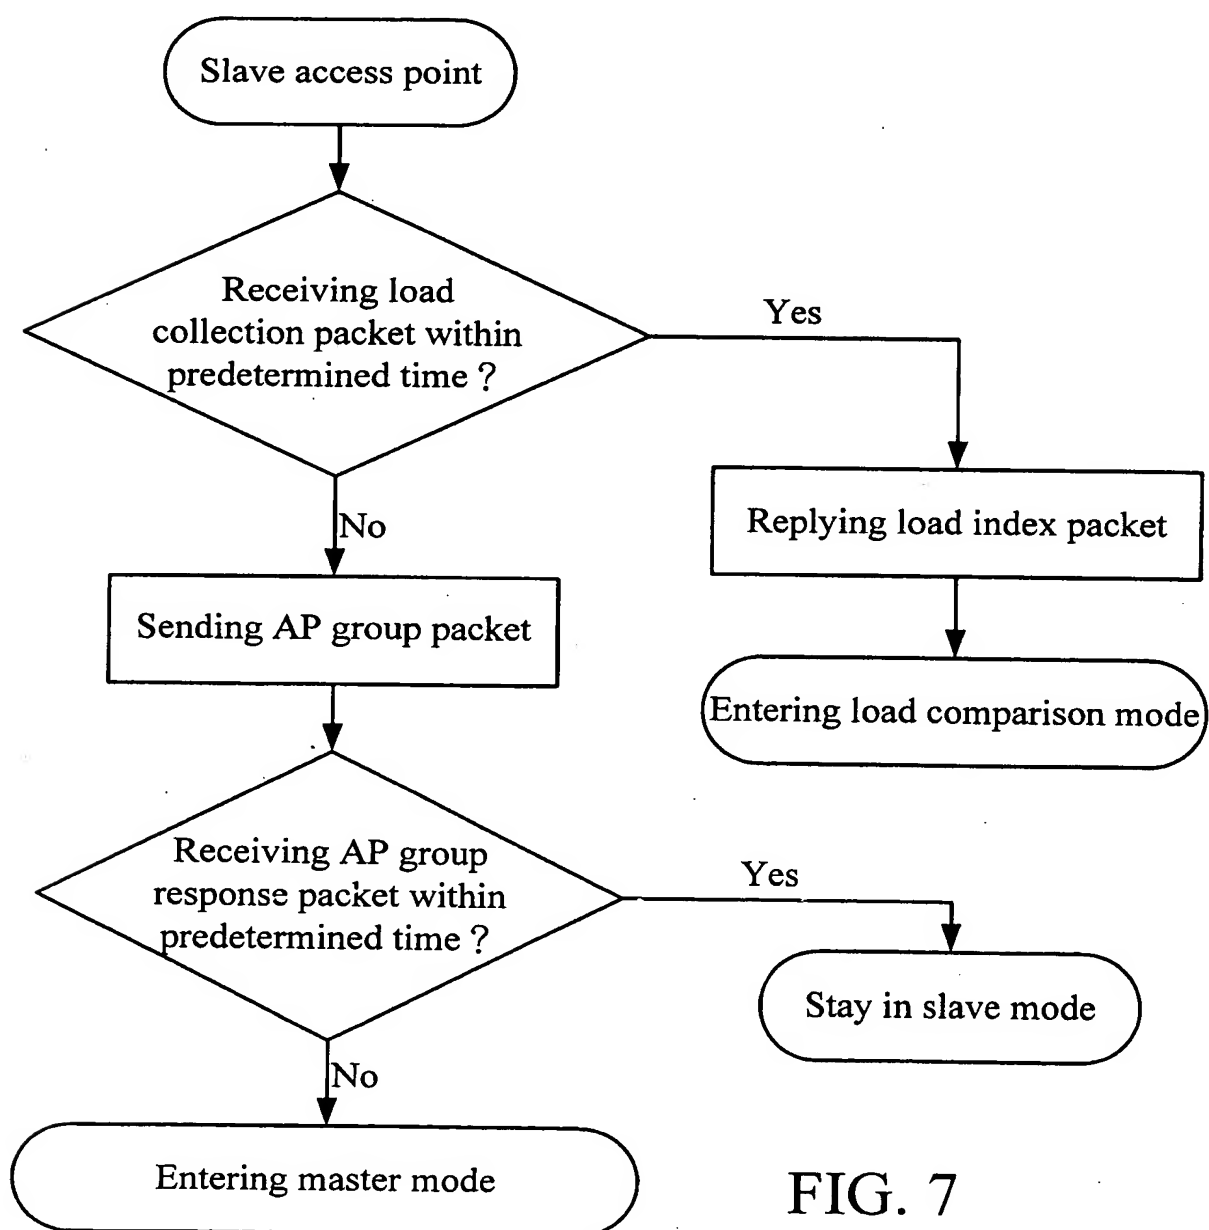 Slave access point
Receiving load
collection packet within
predetermined time ?
Yes
No
Replying load index packet
Sending AP group packet
Entering load comparison mode
Receiving AP group
response packet within
predetermined time ?
Yes
Stay in slave mode
No
Entering master mode
FIG. 7